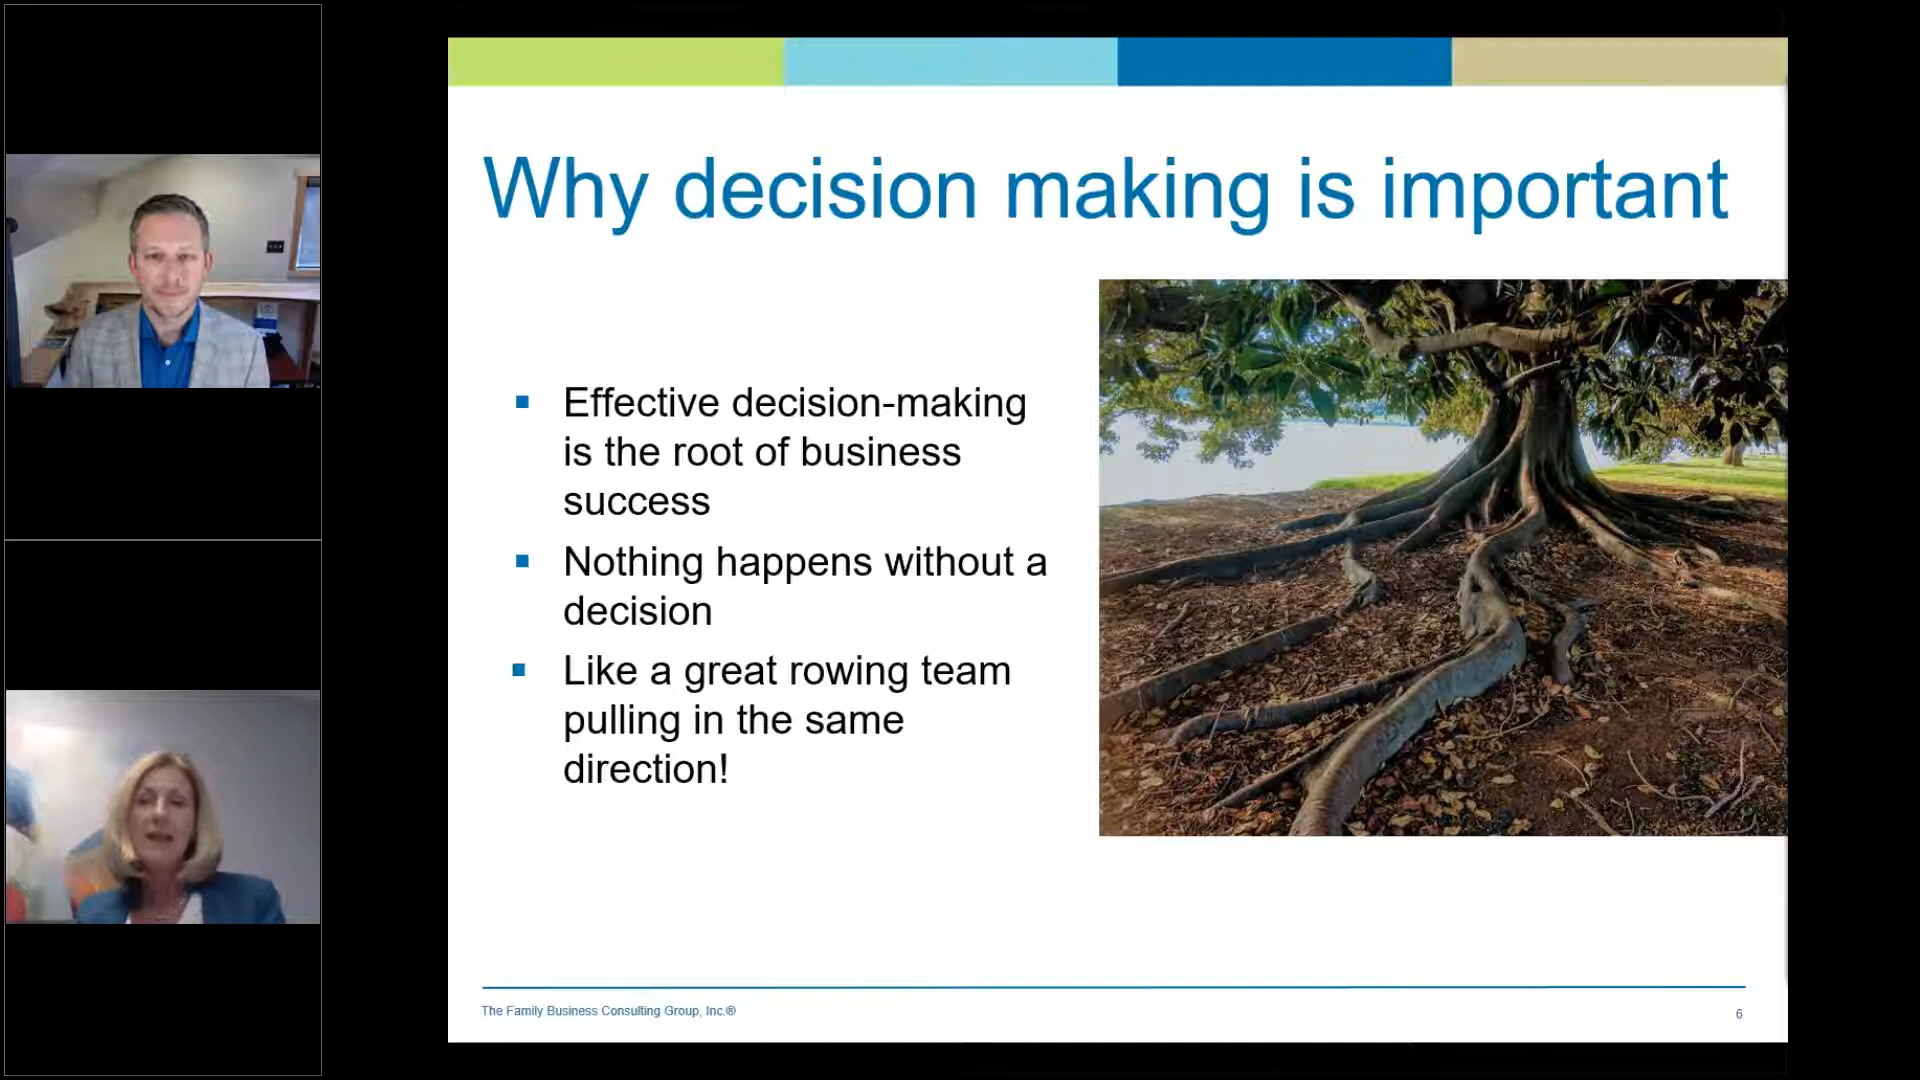 Why decision making is important
Effective decision-making
is the root of business
success
Nothing happens without a
decision
Like a great rowing team
pulling in the same
direction!
The Family Business Consulting Group, Inc.®
6